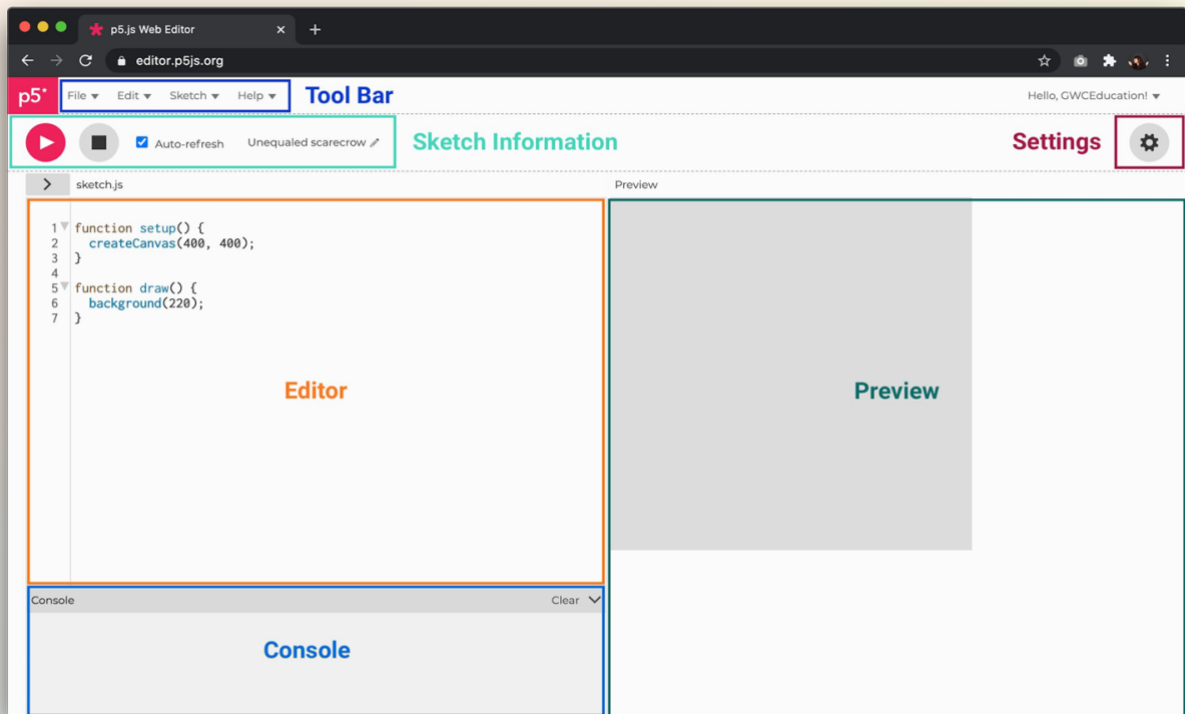 p5.js Web Editor
editor.p5js.org
p5* File Edit Sketch Help Tool Bar Hello, GWCEducation!
Auto-refresh Unequaled scarecrow Sketch Information Settings
sketch.js Preview
1 function setup() {
2 createCanvas(400, 400);
3 }
4
5 function draw() {
6 background(220);
7 }
Editor
Preview
Console Clear
Console